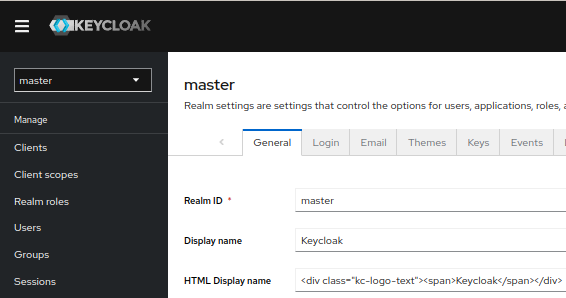 KEYCLOAK
master
Manage
Clients
Client scopes
Realm roles
Users
Groups
Sessions
master
Realm settings are settings that control the options for users, applications, roles,
General Login Email Themes Keys Events
Realm ID * master
Display name Keycloak
HTML Display name <div class="kc-logo-text"><span>Keycloak</span></div>